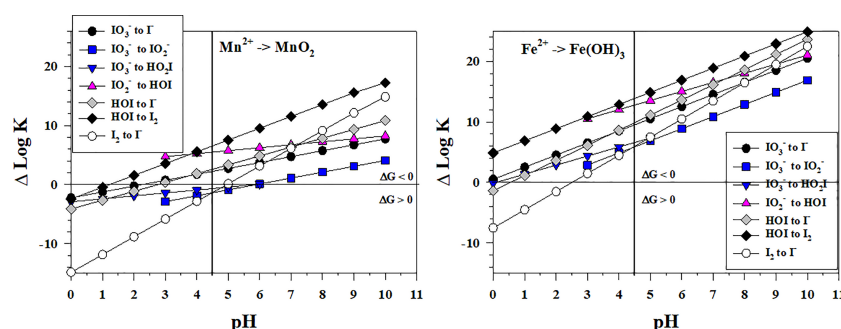 IO₃⁻ to I⁻
IO₃⁻ to IO₂⁻
IO₃⁻ to HO₂I
IO₂⁻ to HOI
HOI to I⁻
HOI to I₂
I₂ to I⁻
Mn²⁺ -> MnO₂
Δ Log K
20
10
0
-10
ΔG < 0
ΔG > 0
0 1 2 3 4 5 6 7 8 9 10 11
pH
Fe²⁺ -> Fe(OH)₃
Δ Log K
20
10
0
-10
ΔG < 0
ΔG > 0
IO₃⁻ to I⁻
IO₃⁻ to IO₂⁻
IO₃⁻ to HO₂I
IO₂⁻ to HOI
HOI to I⁻
HOI to I₂
I₂ to I⁻
0 1 2 3 4 5 6 7 8 9 10 11
pH